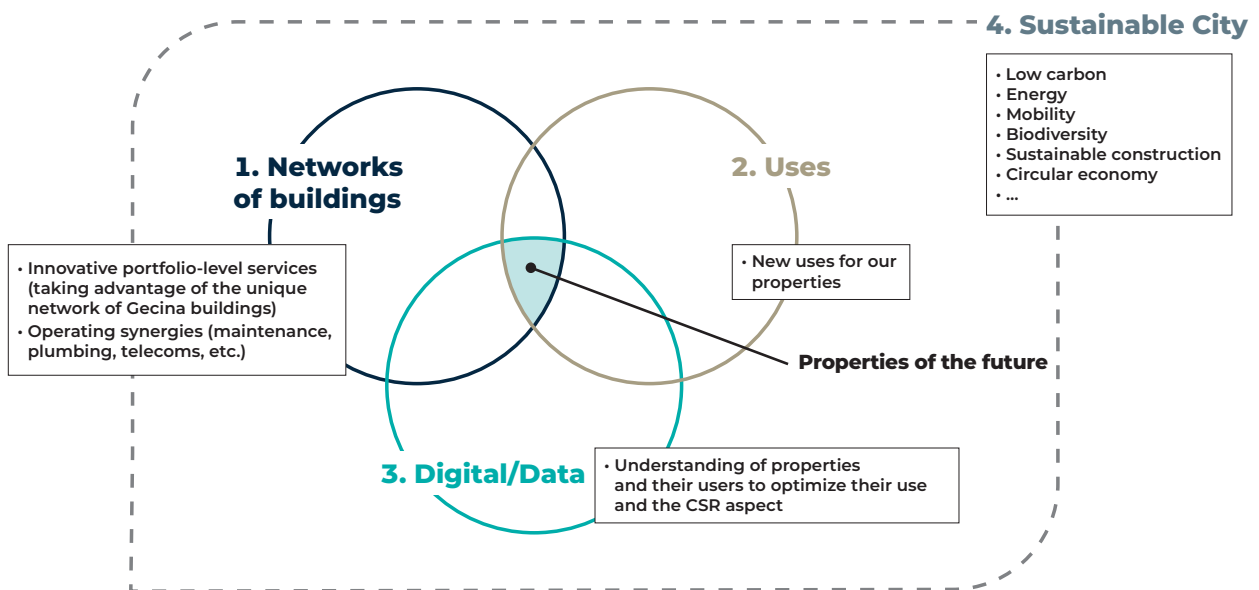 4. Sustainable City
• Low carbon
• Energy
• Mobility
• Biodiversity
• Sustainable construction
• Circular economy
• ...
1. Networks
of buildings
2. Uses
• Innovative portfolio-level services
(taking advantage of the unique
network of Gecina buildings)
• Operating synergies (maintenance,
plumbing, telecoms, etc.)
• New uses for our
properties
Properties of the future
3. Digital/Data
• Understanding of properties
and their users to optimize their use
and the CSR aspect